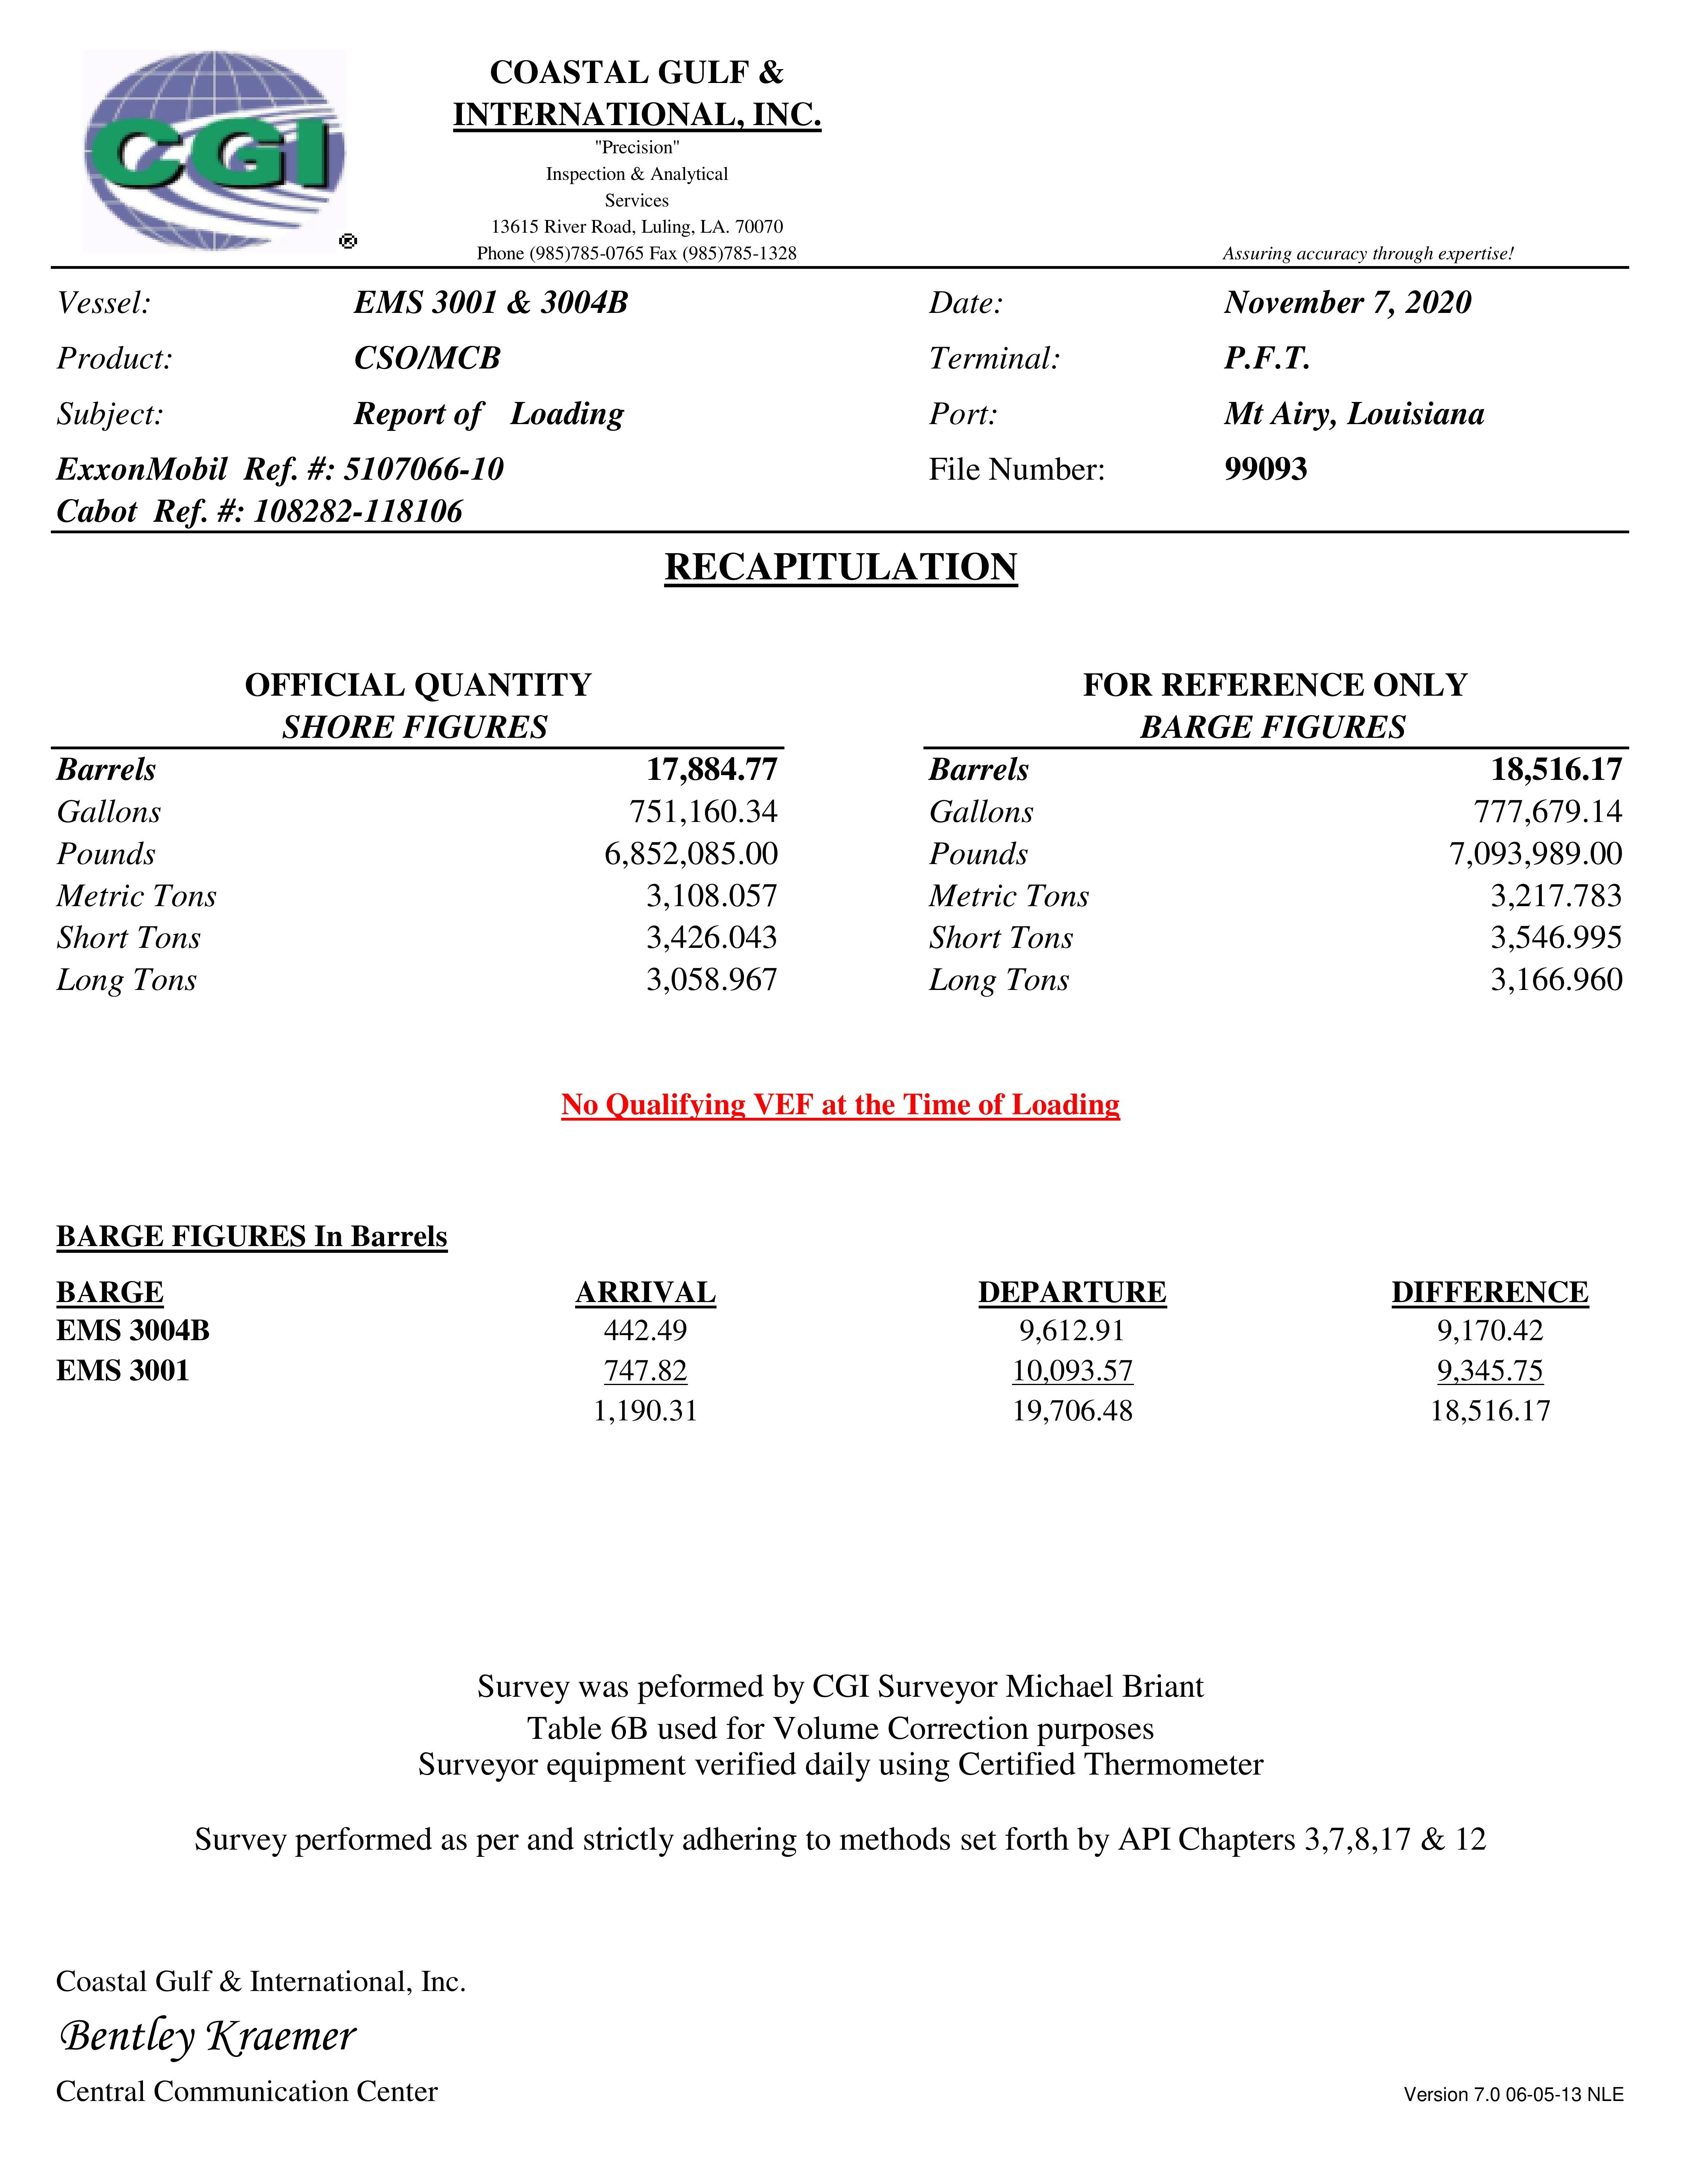 CGI
®
COASTAL GULF &
INTERNATIONAL, INC.
"Precision"
Inspection & Analytical
Services
13615 River Road, Luling, LA. 70070
Phone (985)785-0765 Fax (985)785-1328
Assuring accuracy through expertise!
Vessel: EMS 3001 & 3004B Date: November 7, 2020
Product: CSO/MCB Terminal: P.F.T.
Subject: Report of Loading Port: Mt Airy, Louisiana
ExxonMobil Ref. #: 5107066-10 File Number: 99093
Cabot Ref. #: 108282-118106
RECAPITULATION
OFFICIAL QUANTITY FOR REFERENCE ONLY
SHORE FIGURES BARGE FIGURES
Barrels 17,884.77 Barrels 18,516.17
Gallons 751,160.34 Gallons 777,679.14
Pounds 6,852,085.00 Pounds 7,093,989.00
Metric Tons 3,108.057 Metric Tons 3,217.783
Short Tons 3,426.043 Short Tons 3,546.995
Long Tons 3,058.967 Long Tons 3,166.960
No Qualifying VEF at the Time of Loading
BARGE FIGURES In Barrels
BARGE ARRIVAL DEPARTURE DIFFERENCE
EMS 3004B 442.49 9,612.91 9,170.42
EMS 3001 747.82 10,093.57 9,345.75
1,190.31 19,706.48 18,516.17
Survey was peformed by CGI Surveyor Michael Briant
Table 6B used for Volume Correction purposes
Surveyor equipment verified daily using Certified Thermometer
Survey performed as per and strictly adhering to methods set forth by API Chapters 3,7,8,17 & 12
Coastal Gulf & International, Inc.
Bentley Kraemer
Central Communication Center
Version 7.0 06-05-13 NLE